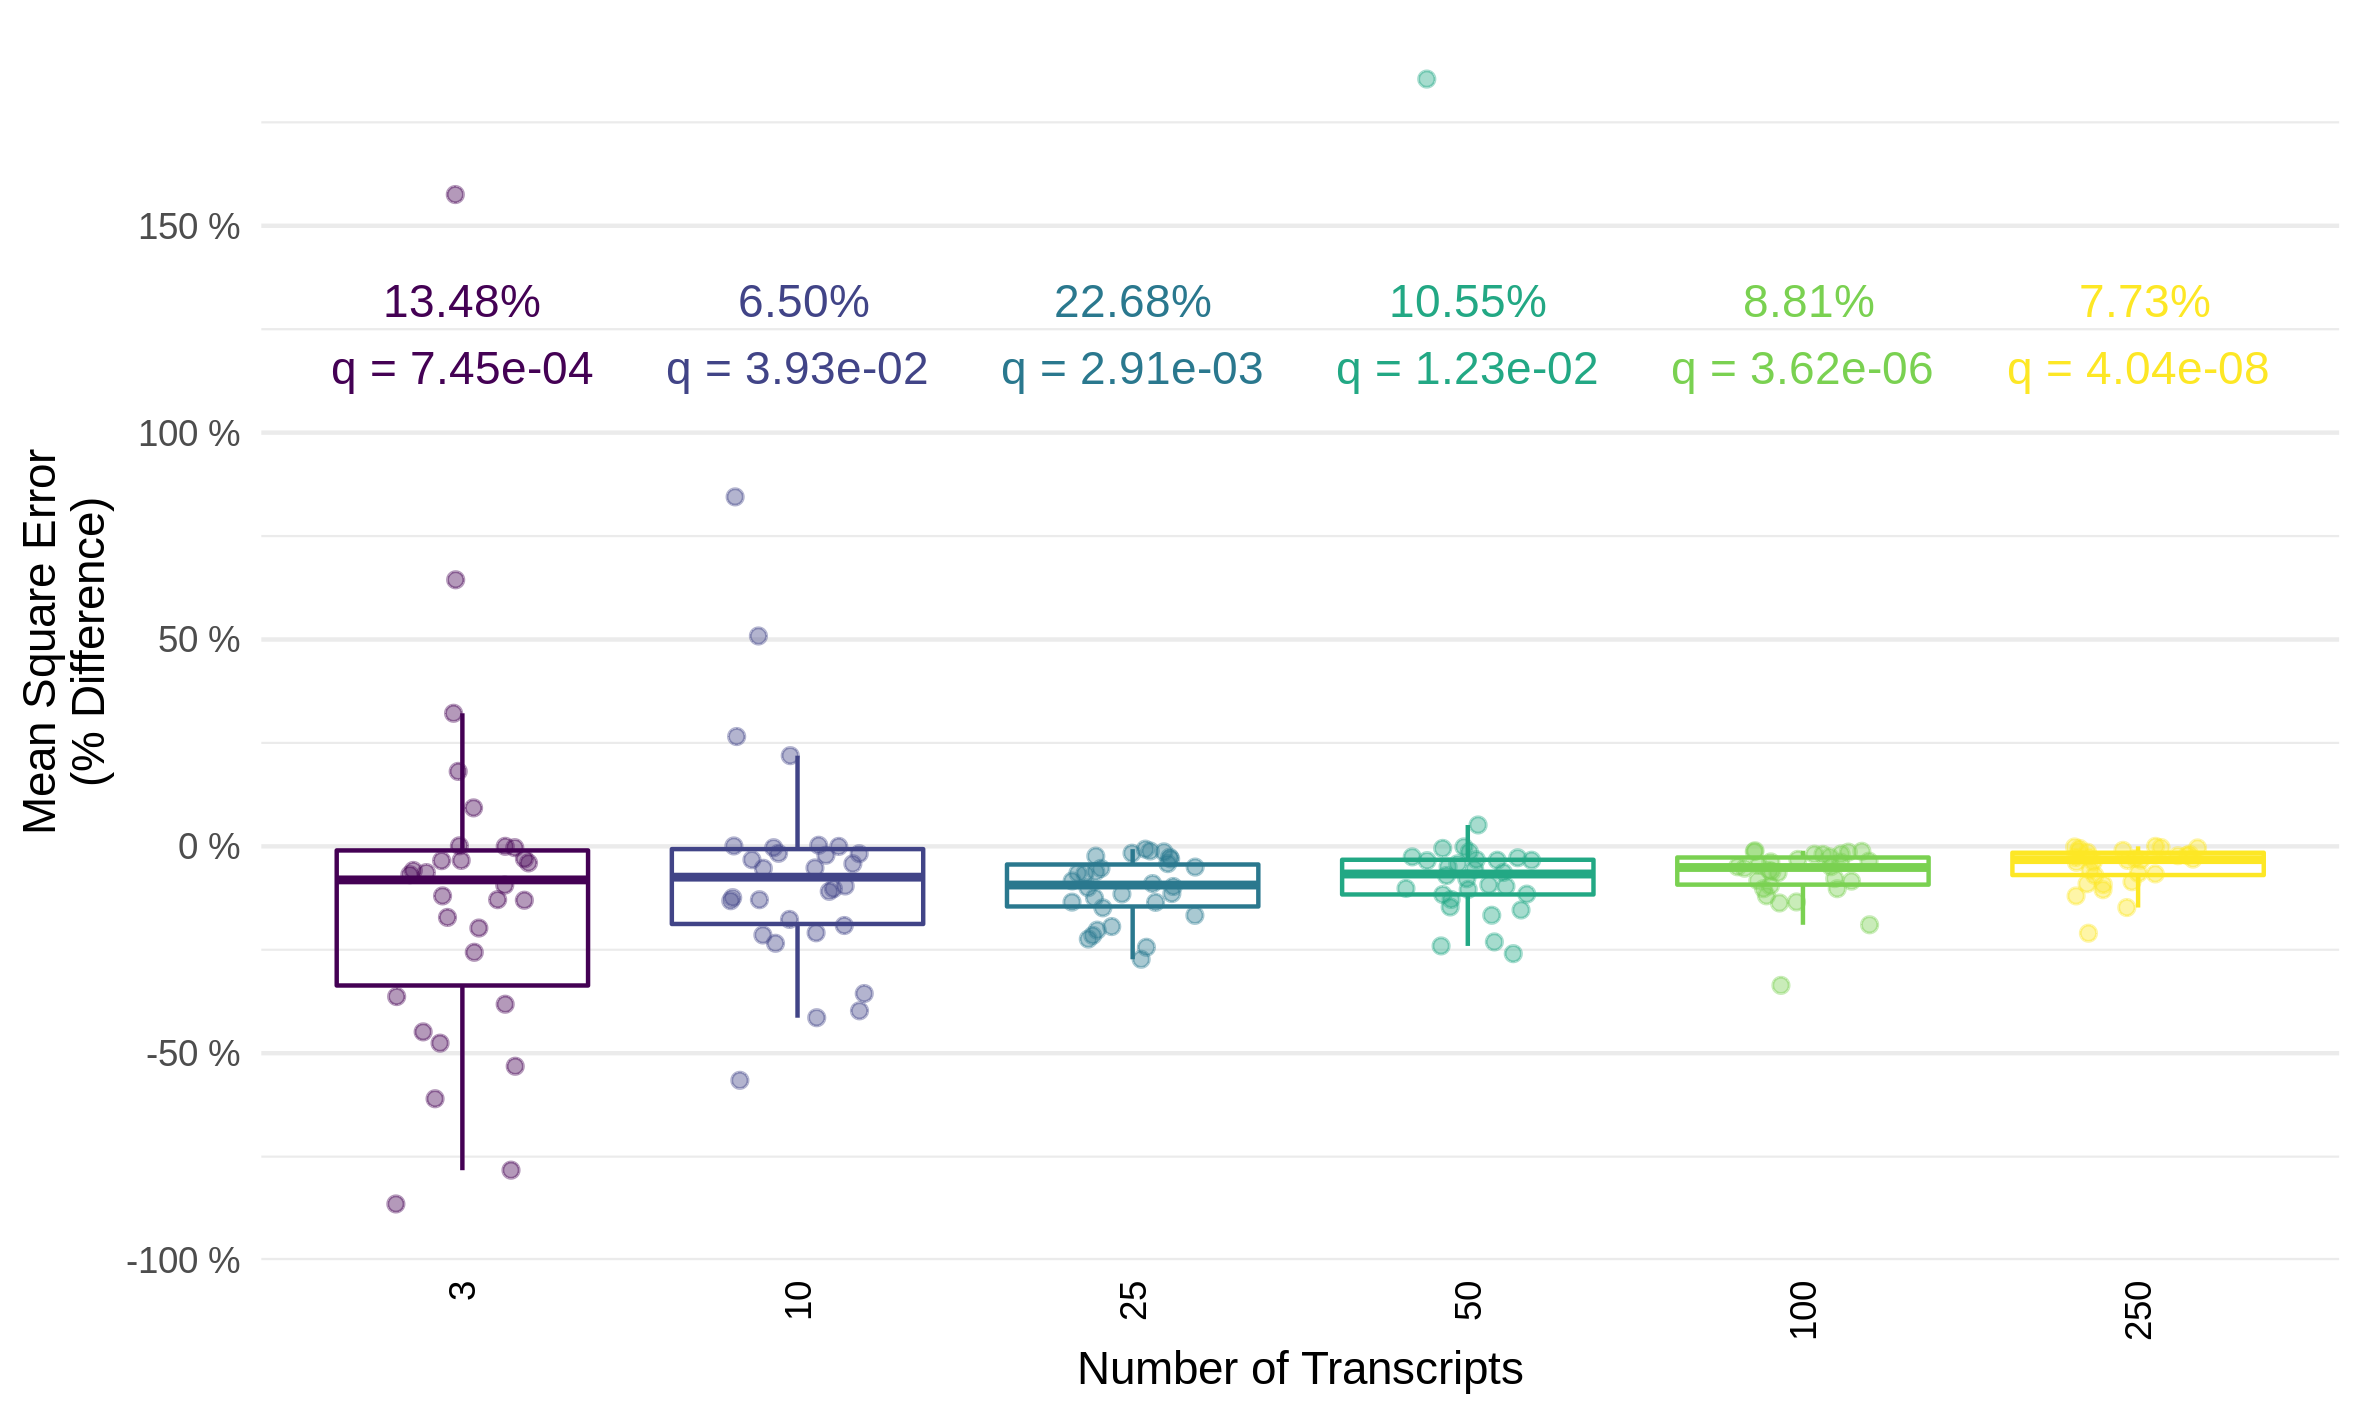 150 %
13.48% 6.50% 22.68% 10.55% 8.81% 7.73%
q = 7.45e-04 q = 3.93e-02 q = 2.91e-03 q = 1.23e-02 q = 3.62e-06 q = 4.04e-08
100 %
50 %
0 %
-50 %
-100 %
Mean Square Error
(% Difference)
3 10 25 50 100 250
Number of Transcripts